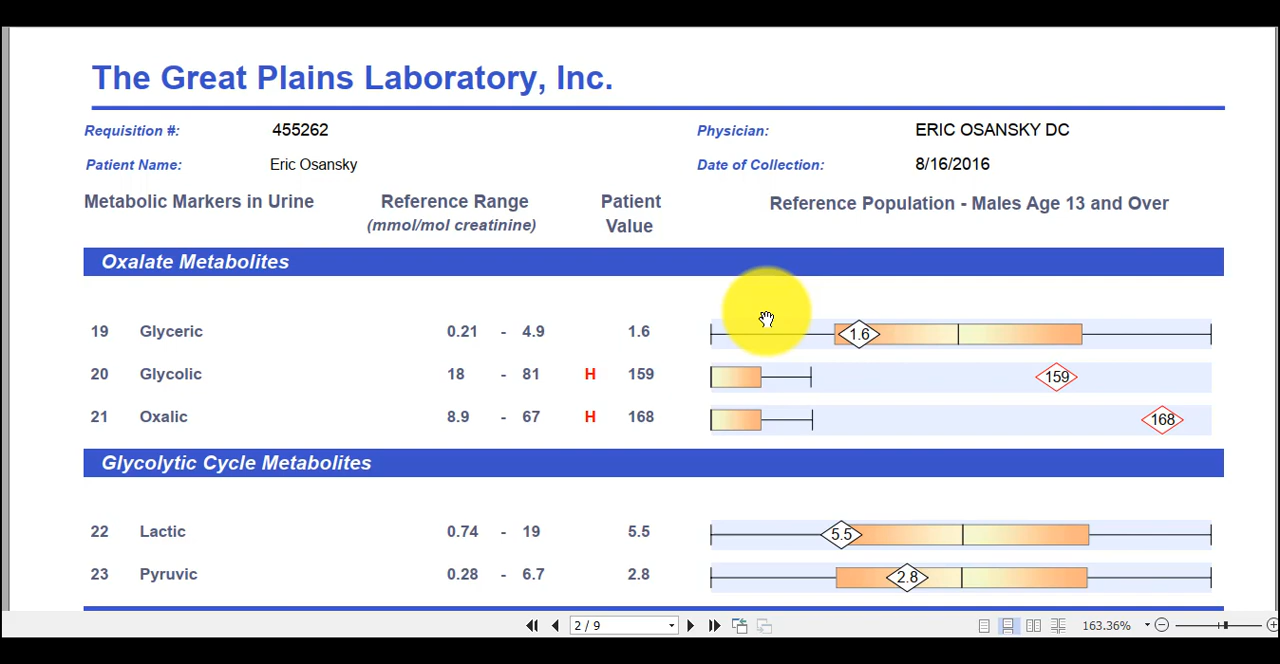 The Great Plains Laboratory, Inc.
Requisition #: 455262 Physician: ERIC OSANSKY DC
Patient Name: Eric Osansky Date of Collection: 8/16/2016
Metabolic Markers in Urine Reference Range Patient Reference Population - Males Age 13 and Over
(mmol/mol creatinine) Value
Oxalate Metabolites
19 Glyceric 0.21 - 4.9 1.6 1.6
20 Glycolic 18 - 81 H 159 159
21 Oxalic 8.9 - 67 H 168 168
Glycolytic Cycle Metabolites
22 Lactic 0.74 - 19 5.5 5.5
23 Pyruvic 0.28 - 6.7 2.8 2.8
2 / 9 163.36%